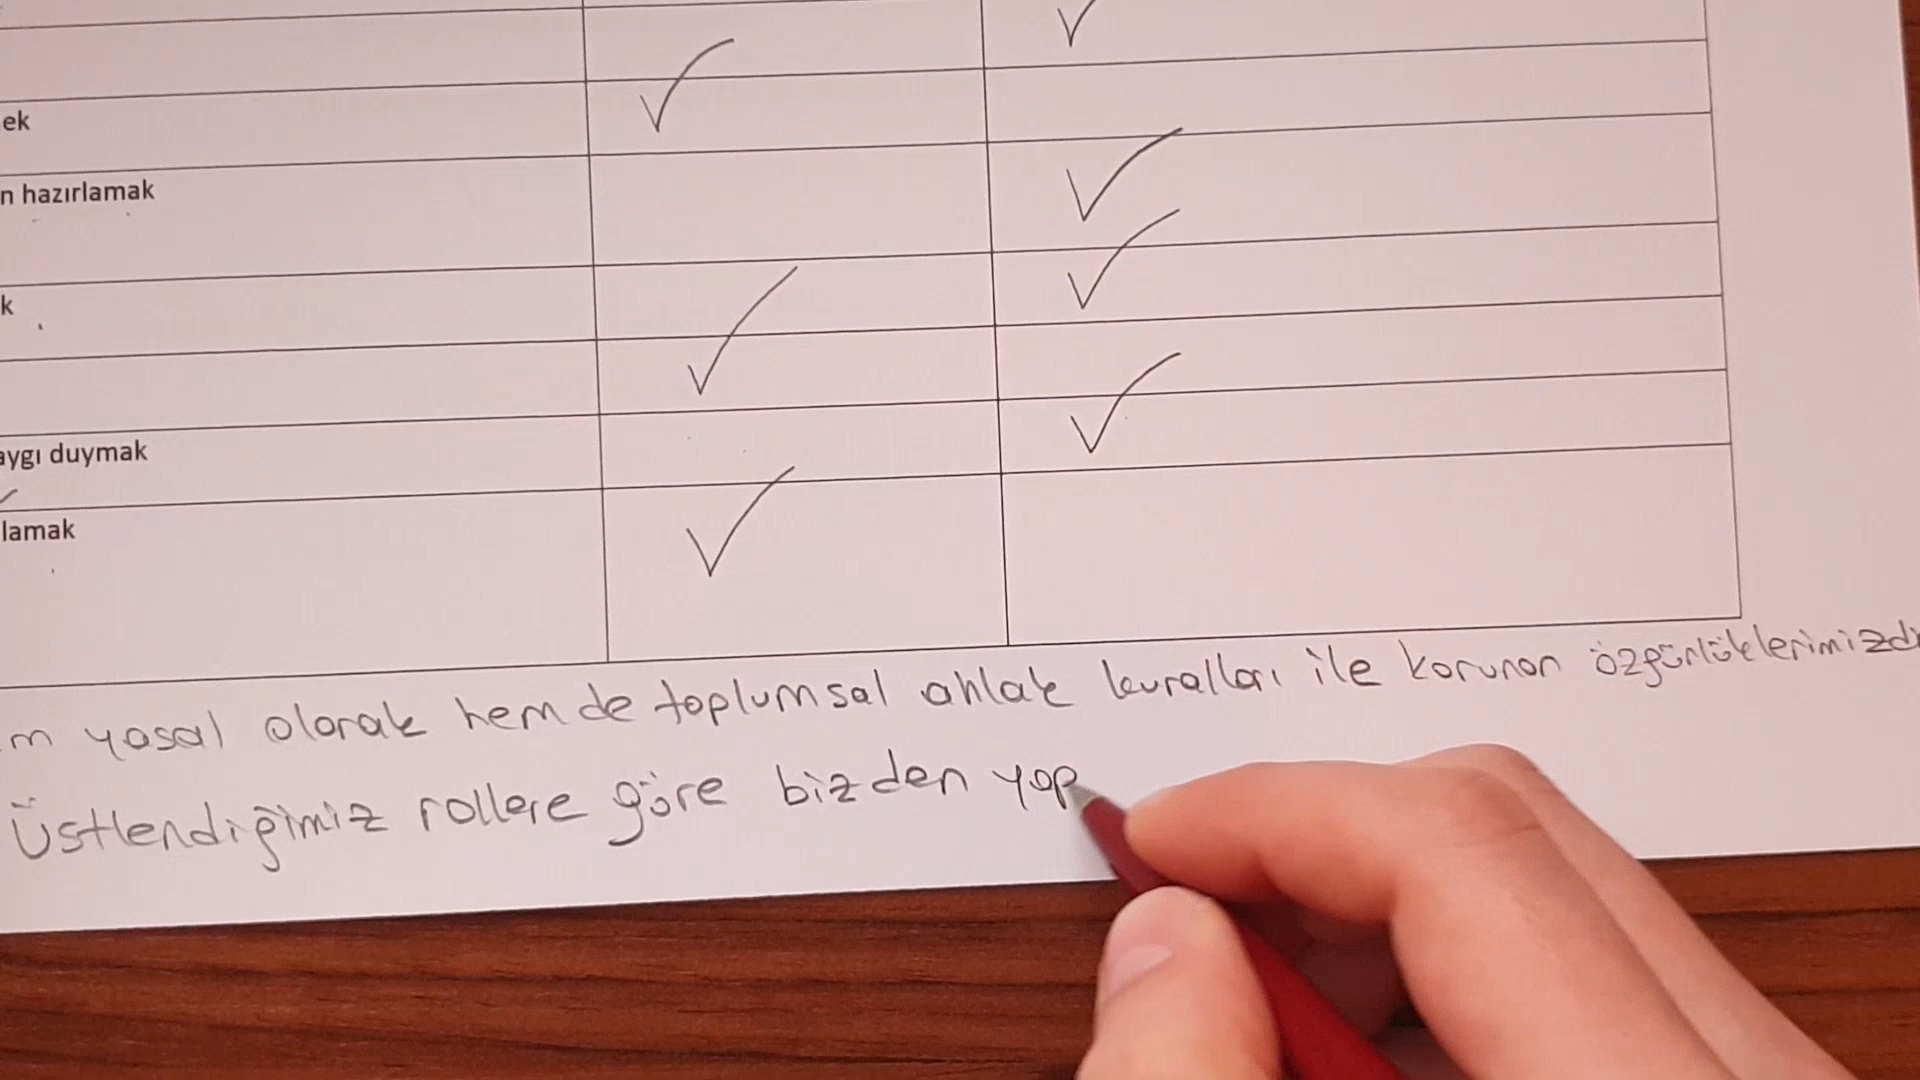 ek
n hazırlamak
k
aygı duymak
lamak
m yasal olarak hem de toplumsal ahlak kuralları ile korunan özgürlüklerimizdi
Üstlendiğimiz rollere göre bizden yap